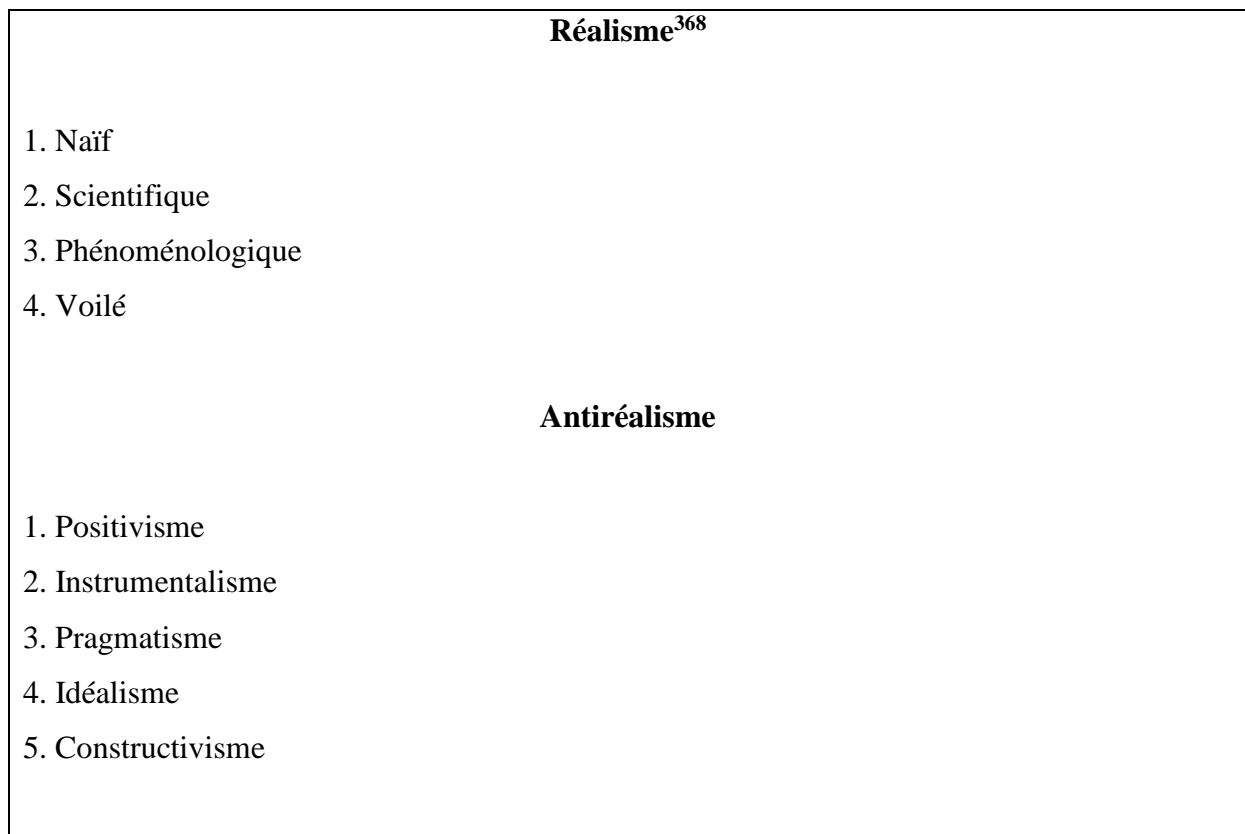 Réalisme368
1. Naïf
2. Scientifique
3. Phénoménologique
4. Voilé
Antiréalisme
1. Positivisme
2. Instrumentalisme
3. Pragmatisme
4. Idéalisme
5. Constructivisme